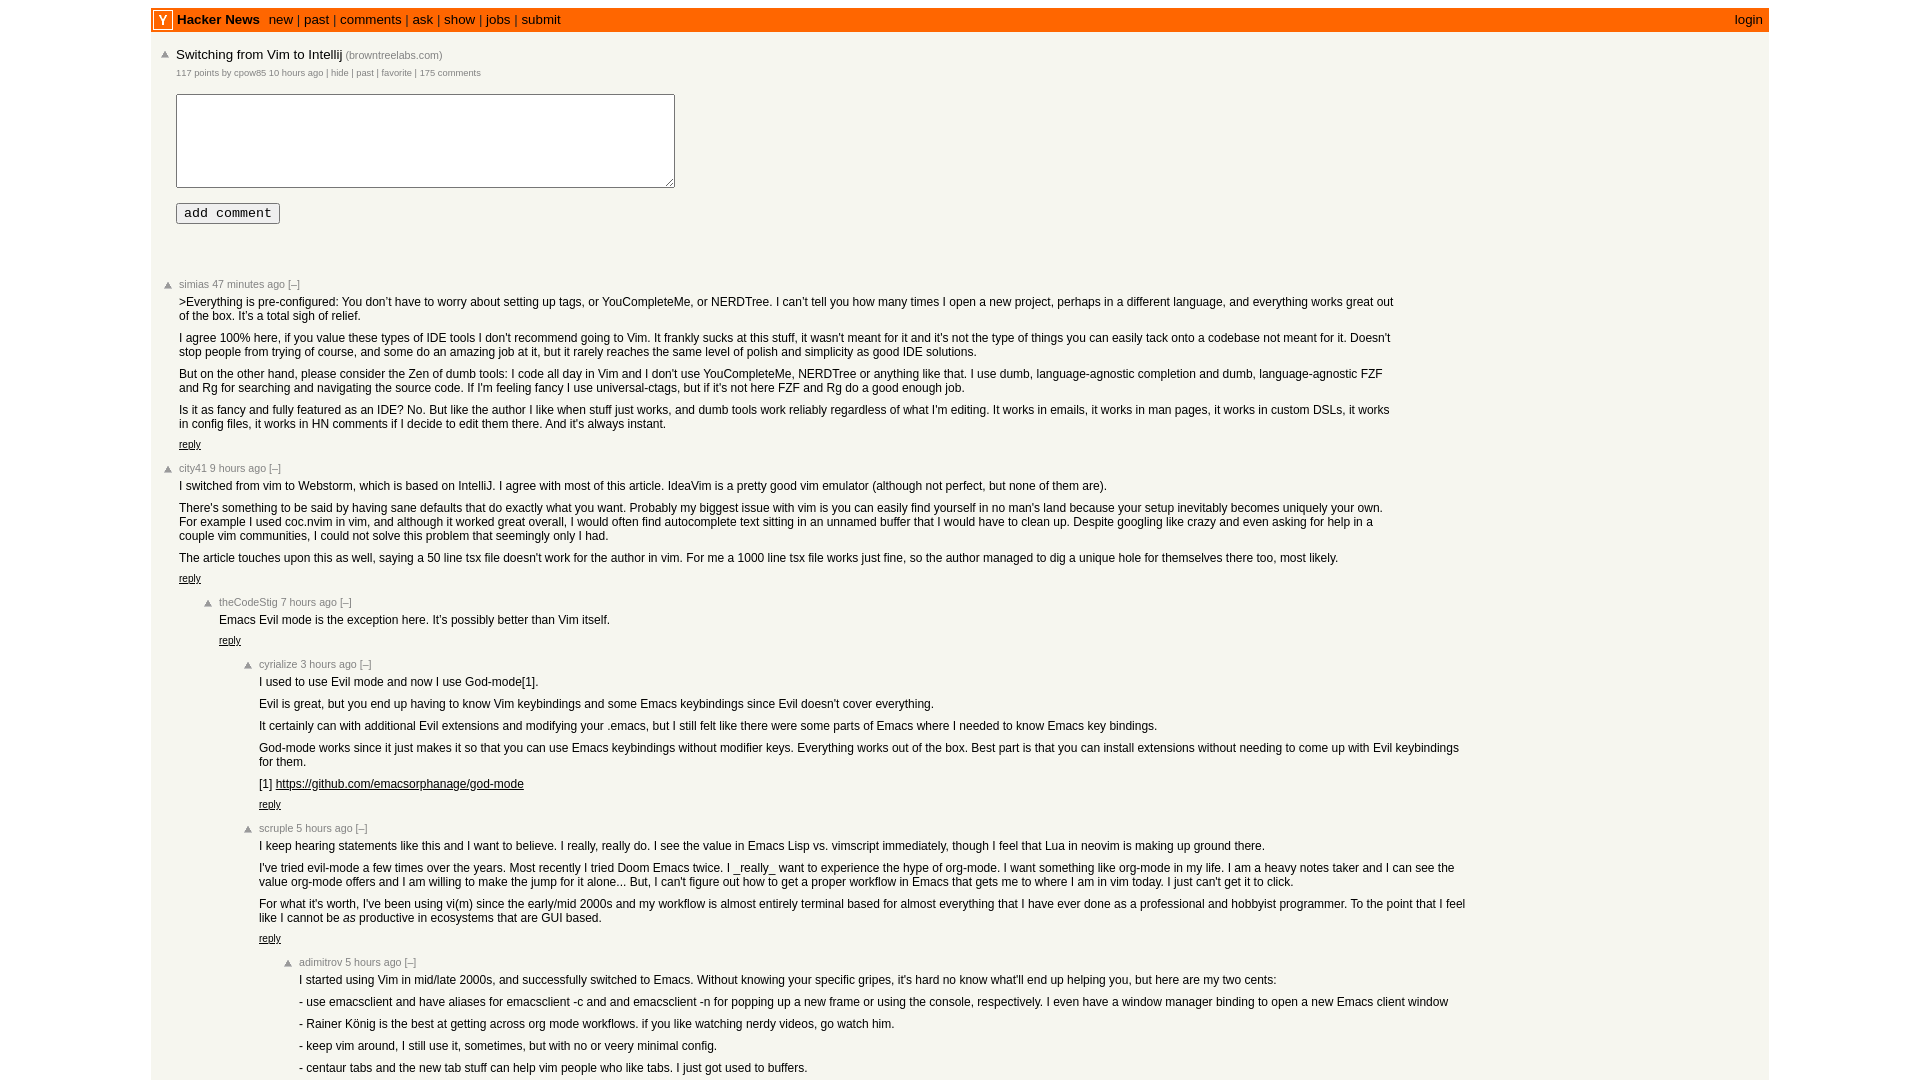 Y Hacker News new | past | comments | ask | show | jobs | submit login
Switching from Vim to Intellij (browntreelabs.com)
117 points by cpow85 10 hours ago | hide | past | favorite | 175 comments
add comment
simias 47 minutes ago [–]
>Everything is pre-configured: You don’t have to worry about setting up tags, or YouCompleteMe, or NERDTree. I can’t tell you how many times I open a new project, perhaps in a different language, and everything works great out
of the box. It’s a total sigh of relief.
I agree 100% here, if you value these types of IDE tools I don't recommend going to Vim. It frankly sucks at this stuff, it wasn't meant for it and it's not the type of things you can easily tack onto a codebase not meant for it. Doesn't
stop people from trying of course, and some do an amazing job at it, but it rarely reaches the same level of polish and simplicity as good IDE solutions.
But on the other hand, please consider the Zen of dumb tools: I code all day in Vim and I don't use YouCompleteMe, NERDTree or anything like that. I use dumb, language-agnostic completion and dumb, language-agnostic FZF
and Rg for searching and navigating the source code. If I'm feeling fancy I use universal-ctags, but if it's not here FZF and Rg do a good enough job.
Is it as fancy and fully featured as an IDE? No. But like the author I like when stuff just works, and dumb tools work reliably regardless of what I'm editing. It works in emails, it works in man pages, it works in custom DSLs, it works
in config files, it works in HN comments if I decide to edit them there. And it's always instant.
reply
city41 9 hours ago [–]
I switched from vim to Webstorm, which is based on IntelliJ. I agree with most of this article. IdeaVim is a pretty good vim emulator (although not perfect, but none of them are).
There's something to be said by having sane defaults that do exactly what you want. Probably my biggest issue with vim is you can easily find yourself in no man's land because your setup inevitably becomes uniquely your own.
For example I used coc.nvim in vim, and although it worked great overall, I would often find autocomplete text sitting in an unnamed buffer that I would have to clean up. Despite googling like crazy and even asking for help in a
couple vim communities, I could not solve this problem that seemingly only I had.
The article touches upon this as well, saying a 50 line tsx file doesn't work for the author in vim. For me a 1000 line tsx file works just fine, so the author managed to dig a unique hole for themselves there too, most likely.
reply
theCodeStig 7 hours ago [–]
Emacs Evil mode is the exception here. It’s possibly better than Vim itself.
reply
cyrialize 3 hours ago [–]
I used to use Evil mode and now I use God-mode[1].
Evil is great, but you end up having to know Vim keybindings and some Emacs keybindings since Evil doesn't cover everything.
It certainly can with additional Evil extensions and modifying your .emacs, but I still felt like there were some parts of Emacs where I needed to know Emacs key bindings.
God-mode works since it just makes it so that you can use Emacs keybindings without modifier keys. Everything works out of the box. Best part is that you can install extensions without needing to come up with Evil keybindings
for them.
[1] https://github.com/emacsorphanage/god-mode
reply
scruple 5 hours ago [–]
I keep hearing statements like this and I want to believe. I really, really do. I see the value in Emacs Lisp vs. vimscript immediately, though I feel that Lua in neovim is making up ground there.
I've tried evil-mode a few times over the years. Most recently I tried Doom Emacs twice. I _really_ want to experience the hype of org-mode. I want something like org-mode in my life. I am a heavy notes taker and I can see the
value org-mode offers and I am willing to make the jump for it alone... But, I can't figure out how to get a proper workflow in Emacs that gets me to where I am in vim today. I just can't get it to click.
For what it's worth, I've been using vi(m) since the early/mid 2000s and my workflow is almost entirely terminal based for almost everything that I have ever done as a professional and hobbyist programmer. To the point that I feel
like I cannot be as productive in ecosystems that are GUI based.
reply
adimitrov 5 hours ago [–]
I started using Vim in mid/late 2000s, and successfully switched to Emacs. Without knowing your specific gripes, it's hard no know what'll end up helping you, but here are my two cents:
- use emacsclient and have aliases for emacsclient -c and and emacsclient -n for popping up a new frame or using the console, respectively. I even have a window manager binding to open a new Emacs client window
- Rainer König is the best at getting across org mode workflows. if you like watching nerdy videos, go watch him.
- keep vim around, I still use it, sometimes, but with no or veery minimal config.
- centaur tabs and the new tab stuff can help vim people who like tabs. I just got used to buffers.